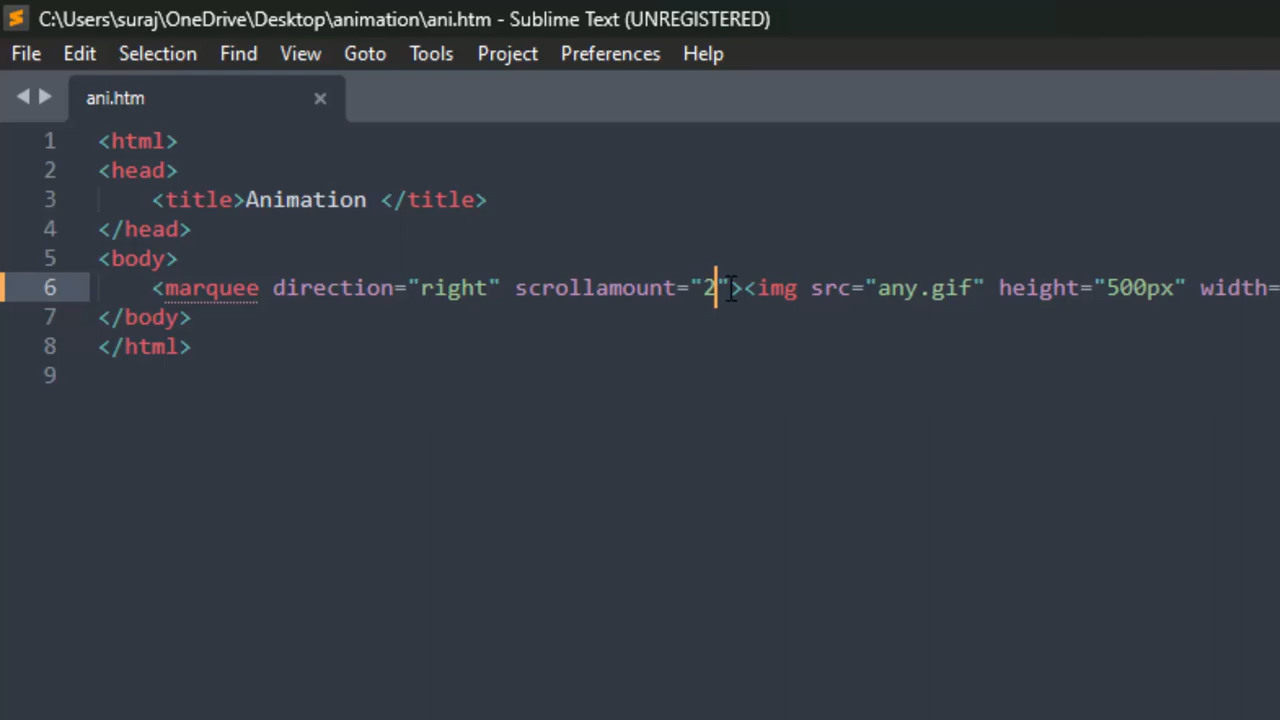 C:\Users\suraj\OneDrive\Desktop\animation\ani.htm - Sublime Text (UNREGISTERED)
File Edit Selection Find View Goto Tools Project Preferences Help
ani.htm
1 <html>
2 <head>
3 <title>Animation </title>
4 </head>
5 <body>
6 <marquee direction="right" scrollamount="2"><img src="any.gif" height="500px" width=
7 </body>
8 </html>
9